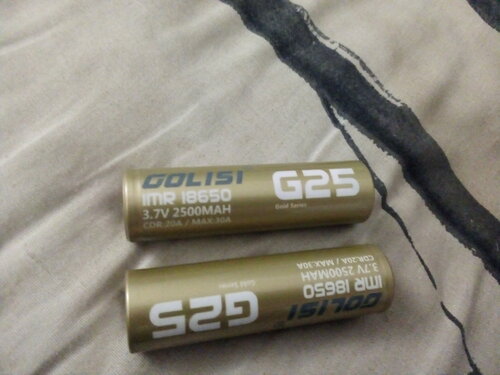 GOLISI
IMR 18650
3.7V 2500MAH
CDR:20A / MAX:30A
G25
Gold Series
GOLISI
IMR 18650
3.7V 2500MAH
CDR:20A / MAX:30A
G25
Gold Series